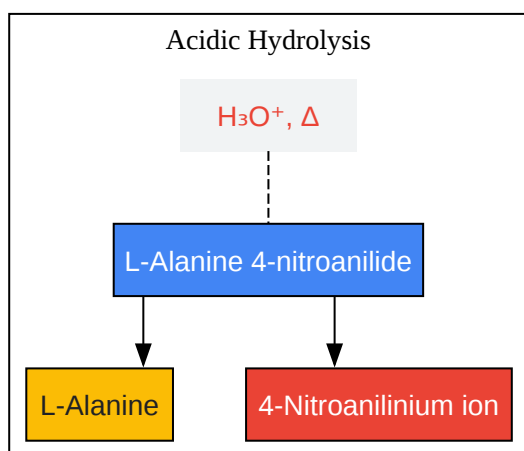 Acidic Hydrolysis
H₃O⁺, Δ
L-Alanine 4-nitroanilide
L-Alanine
4-Nitroanilinium ion